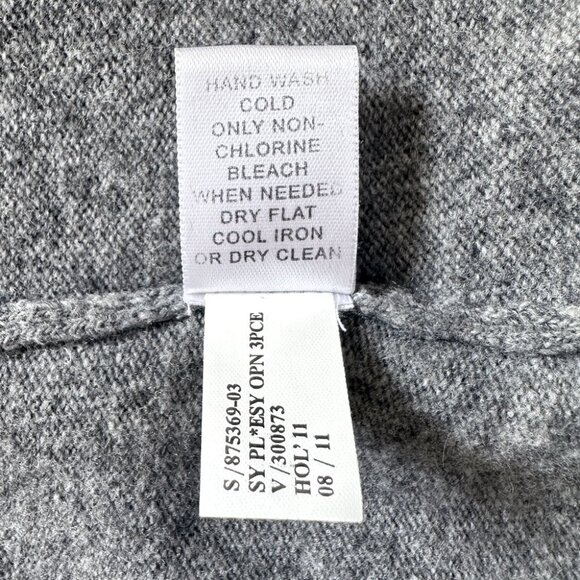 HAND WASH
COLD
ONLY NON-
CHLORINE
BLEACH
WHEN NEEDED
DRY FLAT
COOL IRON
OR DRY CLEAN
S/875369-03
SY PL*ESY OPN 3PCE
V/300873
HOL' 11
08 / 11